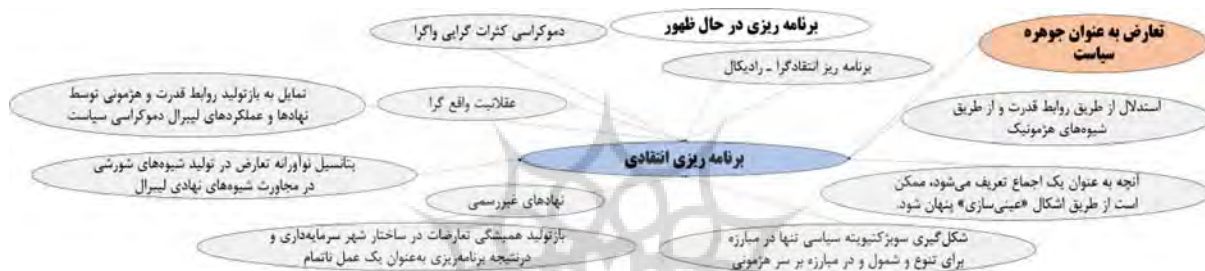 تعارض به عنوان جوهره
سیاست
برنامه ریزی در حال ظهور
دموکراسی کثرات گرایی واگرا
برنامه ریز انتقادگرا ـ رادیکال
تمایل به بازتولید روابط قدرت و هژمونی توسط
نهادها و عملکردهای لیبرال دموکراسی سیاست
عقلانیت واقع گرا
استدلال از طریق روابط قدرت و از طریق
شیوه‌های هژمونیک
برنامه ریزی انتقادی
پتانسیل نوآورانه تعارض در تولید شیوه‌های شورشی
در مجاورت شیوه‌های نهادی لیبرال
آنچه به عنوان یک اجماع تعریف می‌شود، ممکن
است از طریق اشکال «عینی‌سازی» پنهان شود.
نهادهای غیررسمی
شکل‌گیری سوبژکتیویته سیاسی تنها در مبارزه
برای تنوع و شمول و در مبارزه بر سر هژمونی
بازتولید همیشگی تعارضات در ساختار شهر سرمایه‌داری و
درنتیجه برنامه‌ریزی به‌عنوان یک عمل ناتمام